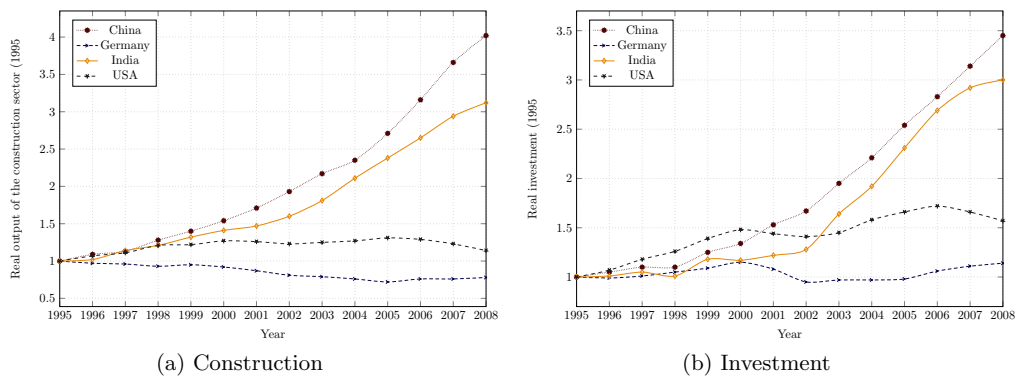 Real output of the construction sector (1995
4
3.5
3
2.5
2
1.5
1
0.5
China
Germany
India
USA
1995 1996 1997 1998 1999 2000 2001 2002 2003 2004 2005 2006 2007 2008
Year
(a) Construction
Real investment (1995
3.5
3
2.5
2
1.5
1
China
Germany
India
USA
1995 1996 1997 1998 1999 2000 2001 2002 2003 2004 2005 2006 2007 2008
Year
(b) Investment